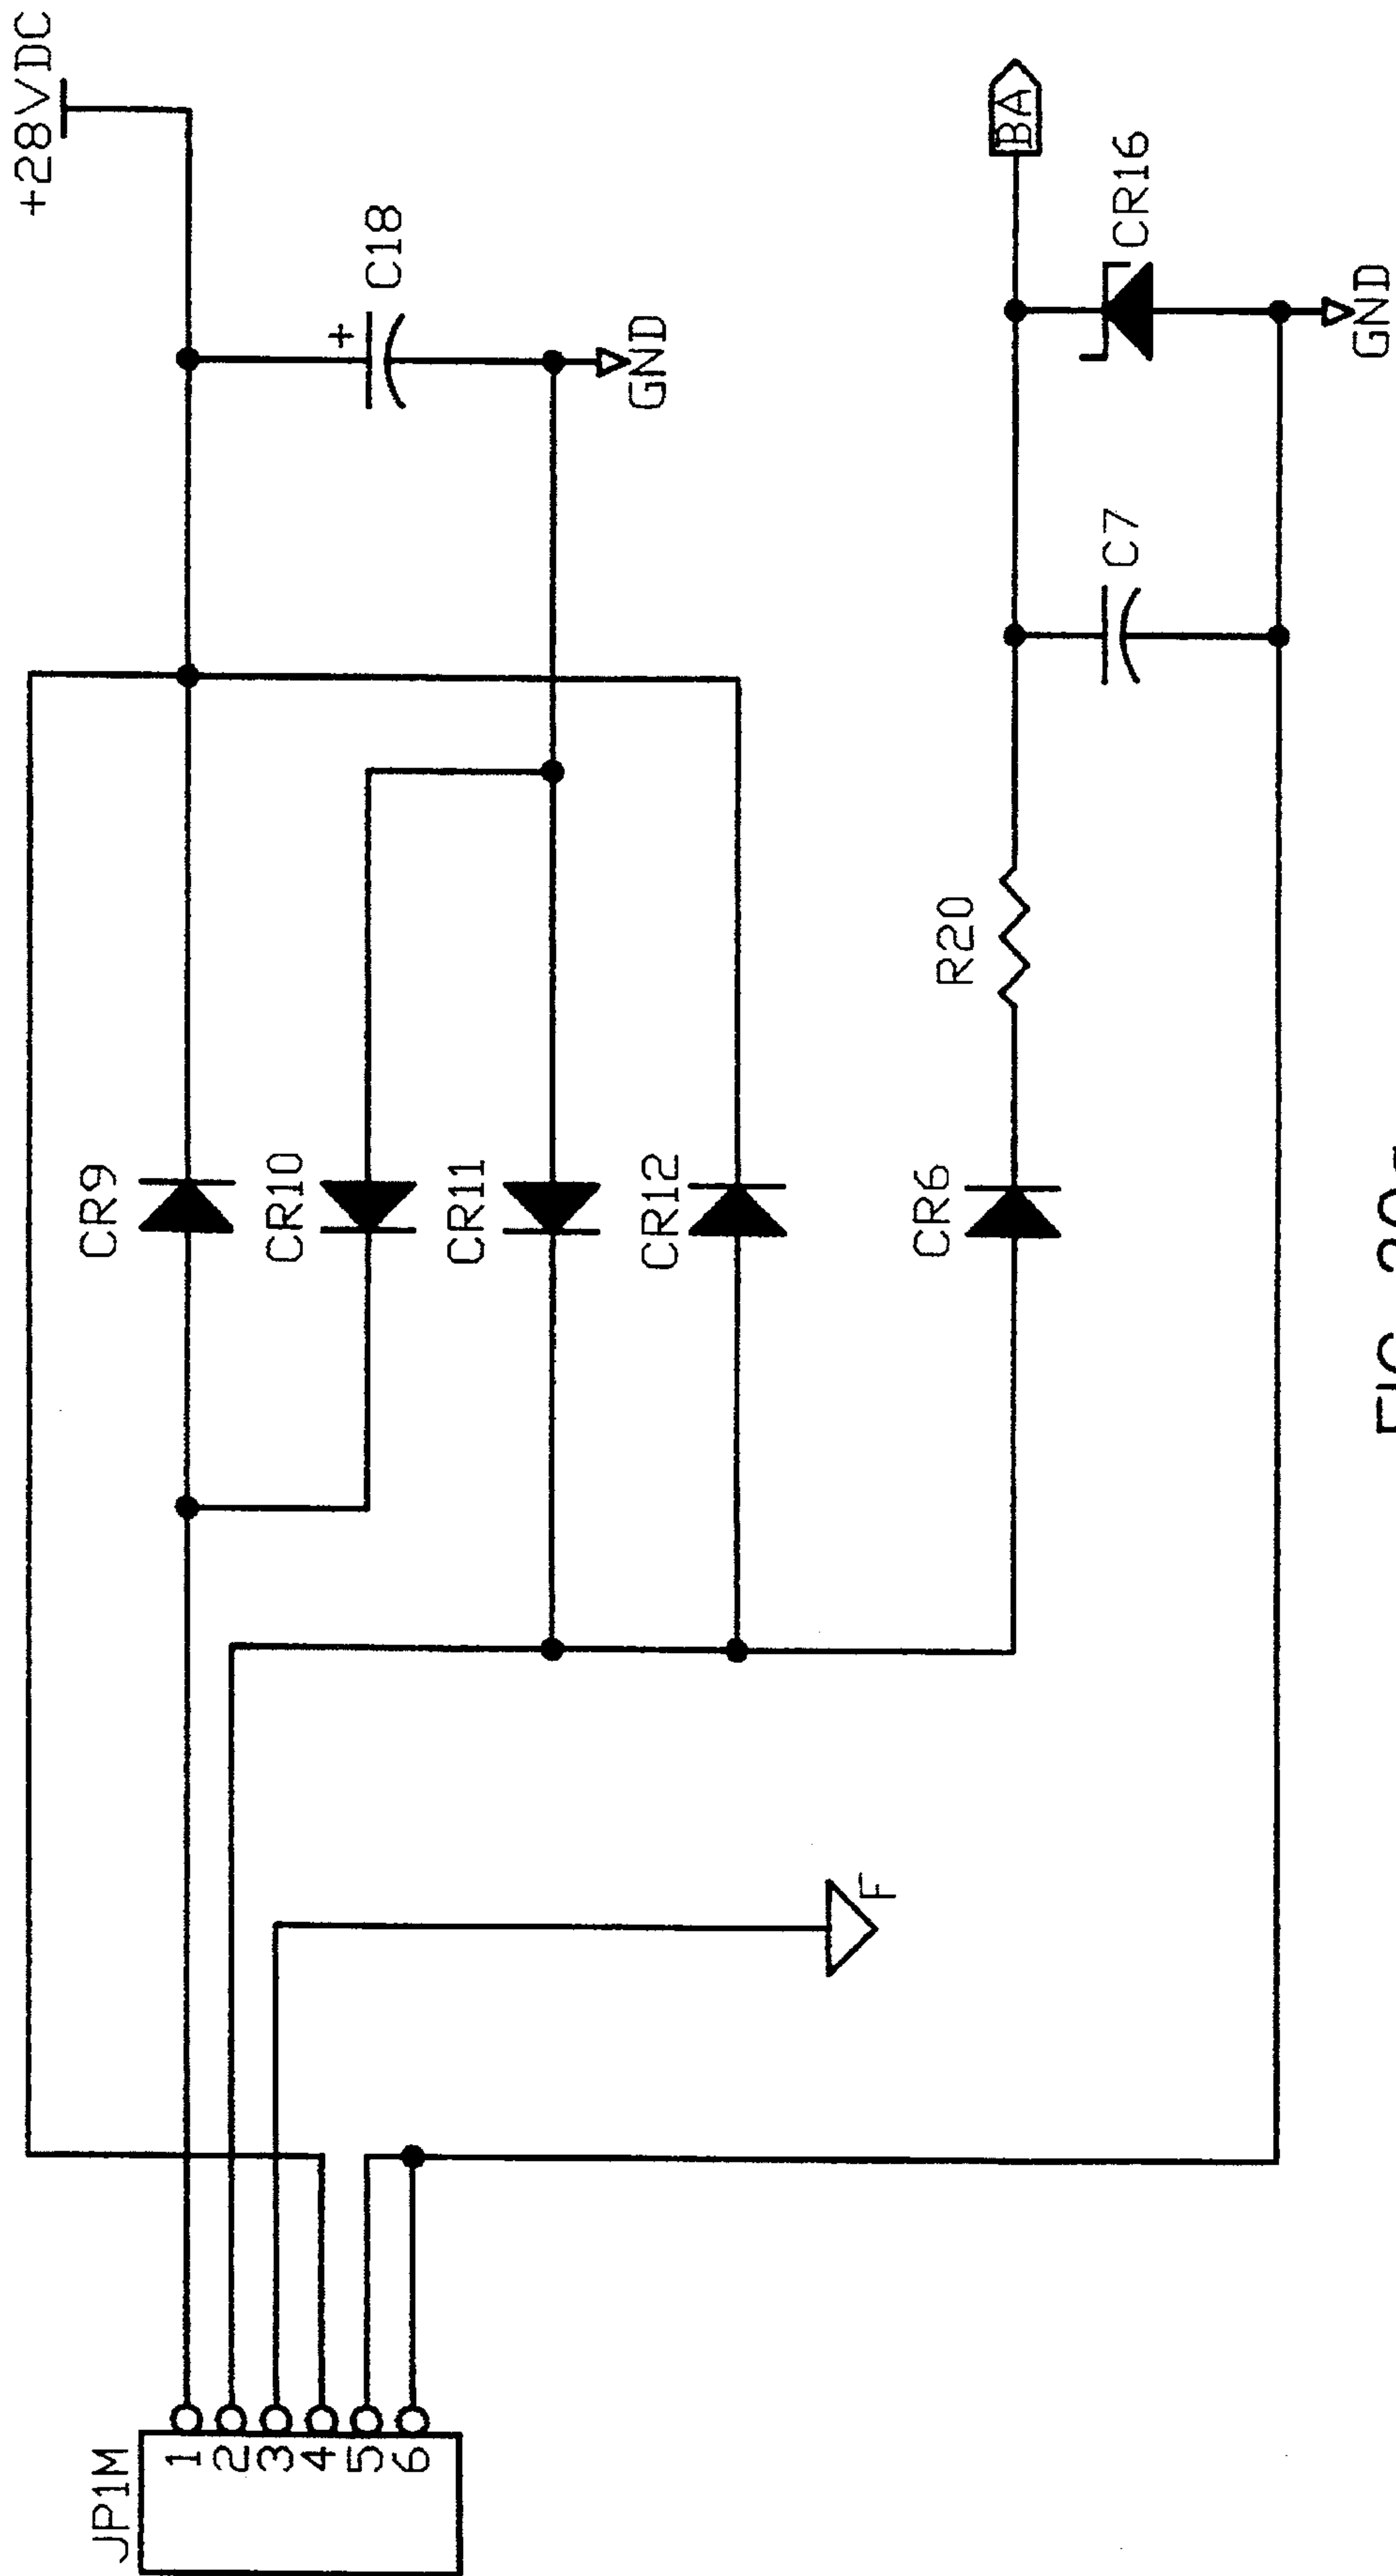 +28VDC
C18
+
GND
BA
CR16
C7
GND
CR9
CR10
CR11
CR12
R20
CR6
F
JP1M
1
2
3
4
5
6
FIG.